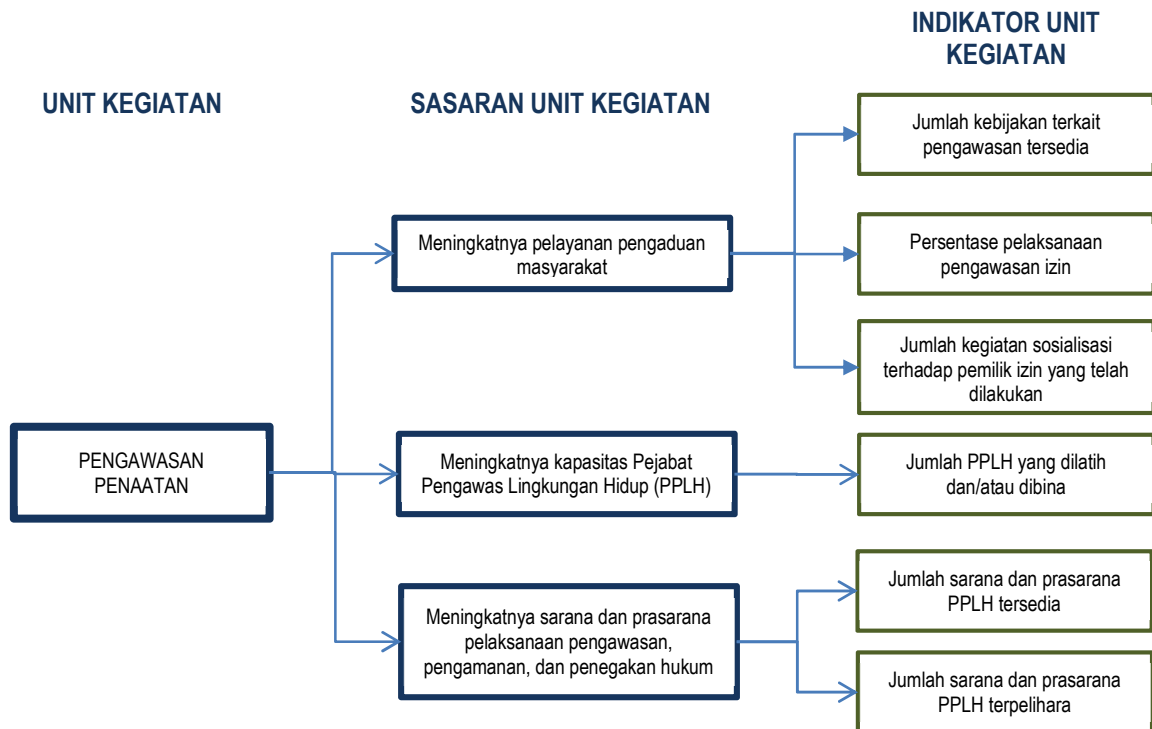 INDIKATOR UNIT
KEGIATAN
UNIT KEGIATAN
SASARAN UNIT KEGIATAN
Jumlah kebijakan terkait
pengawasan tersedia
Meningkatnya pelayanan pengaduan
masyarakat
Persentase pelaksanaan
pengawasan izin
Jumlah kegiatan sosialisasi
terhadap pemilik izin yang telah
dilakukan
PENGAWASAN
PENAATAN
Meningkatnya kapasitas Pejabat
Pengawas Lingkungan Hidup (PPLH)
Jumlah PPLH yang dilatih
dan/atau dibina
Meningkatnya sarana dan prasarana
pelaksanaan pengawasan,
pengamanan, dan penegakan hukum
Jumlah sarana dan prasarana
PPLH tersedia
Jumlah sarana dan prasarana
PPLH terpelihara